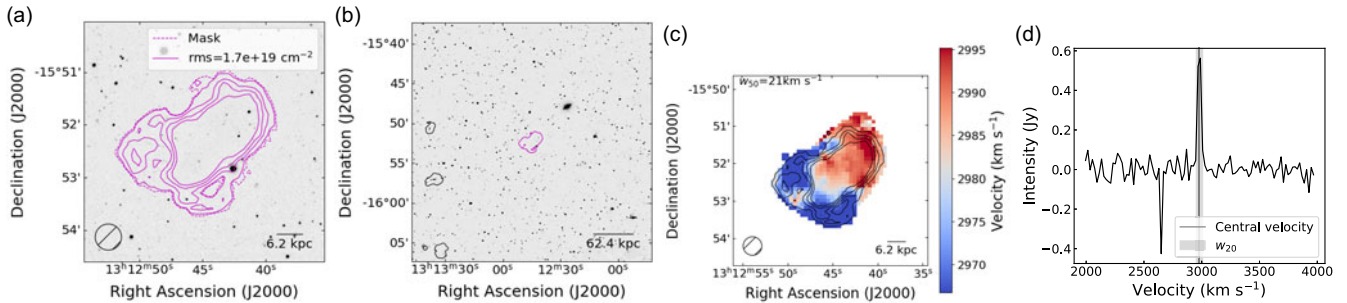 (a)
Mask
rms=1.7e+19 cm⁻²
−15°51'
52'
53'
54'
Declination (J2000)
6.2 kpc
13ʰ12ᵐ50ˢ
45ˢ
40ˢ
Right Ascension (J2000)
(b)
−15°40'
45'
50'
55'
−16°00'
05'
Declination (J2000)
62.4 kpc
13ʰ13ᵐ30ˢ
00ˢ
12ᵐ30ˢ
00ˢ
Right Ascension (J2000)
(c)
w₅₀=21km s⁻¹
−15°50'
51'
52'
53'
54'
Declination (J2000)
6.2 kpc
13ʰ12ᵐ55ˢ
50ˢ
45ˢ
40ˢ
35ˢ
Right Ascension (J2000)
2995
2990
2985
2980
2975
2970
Velocity (km s⁻¹)
(d)
0.6
0.4
0.2
0.0
−0.2
−0.4
Intensity (Jy)
Central velocity
w₂₀
2000
2500
3000
3500
4000
Velocity (km s⁻¹)